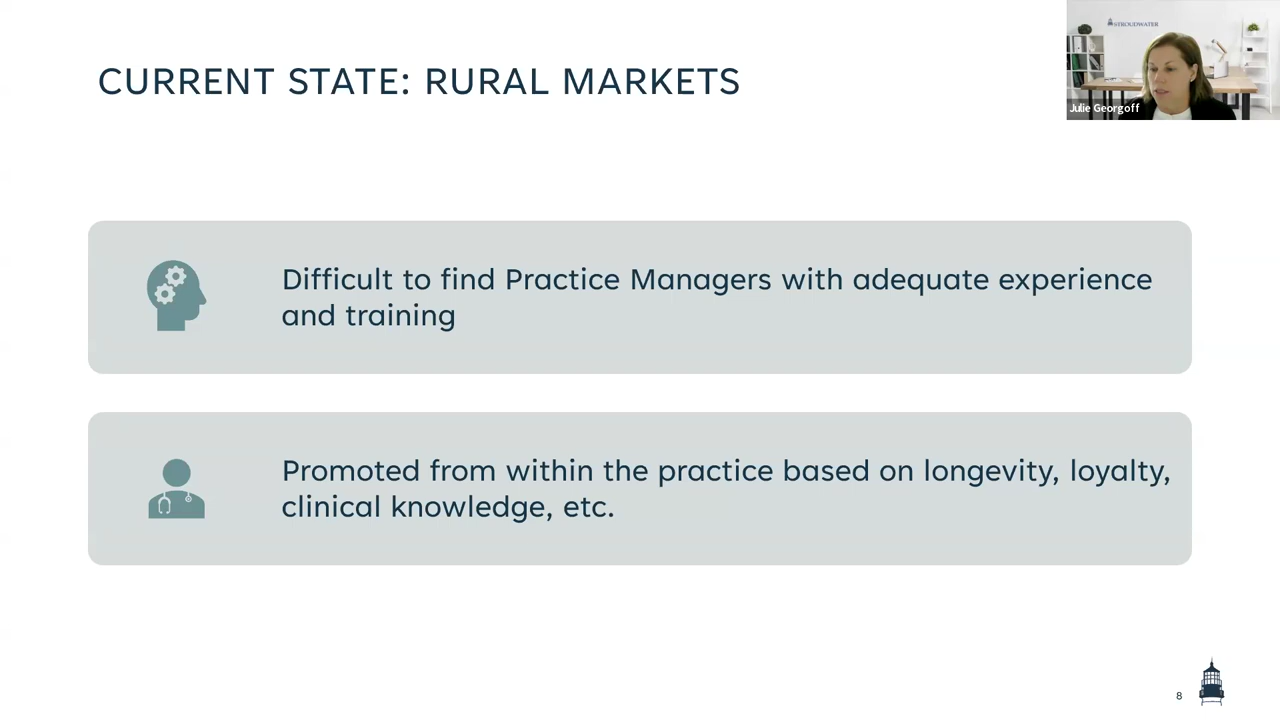 STROUDWATER
CURRENT STATE: RURAL MARKETS
Julie Georgoff
Difficult to find Practice Managers with adequate experience
and training
Promoted from within the practice based on longevity, loyalty,
clinical knowledge, etc.
8